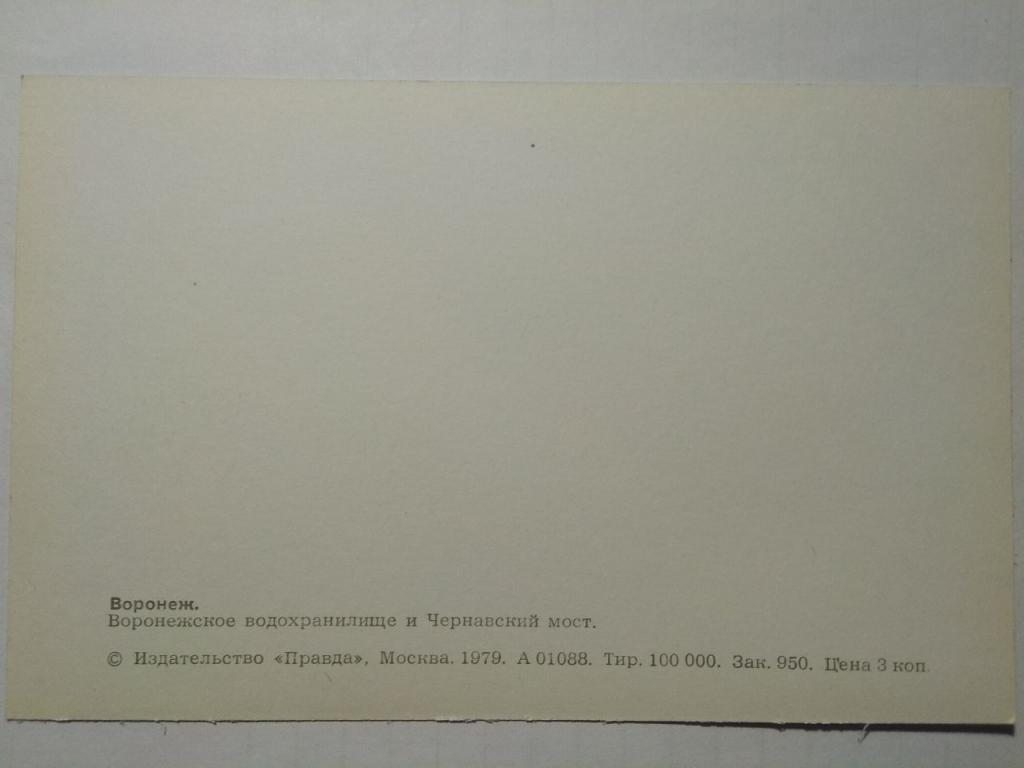 Воронеж.
Воронежское водохранилище и Чернавский мост.
© Издательство «Правда», Москва. 1979. А 01088. Тир. 100 000. Зак. 950. Цена 3 коп.